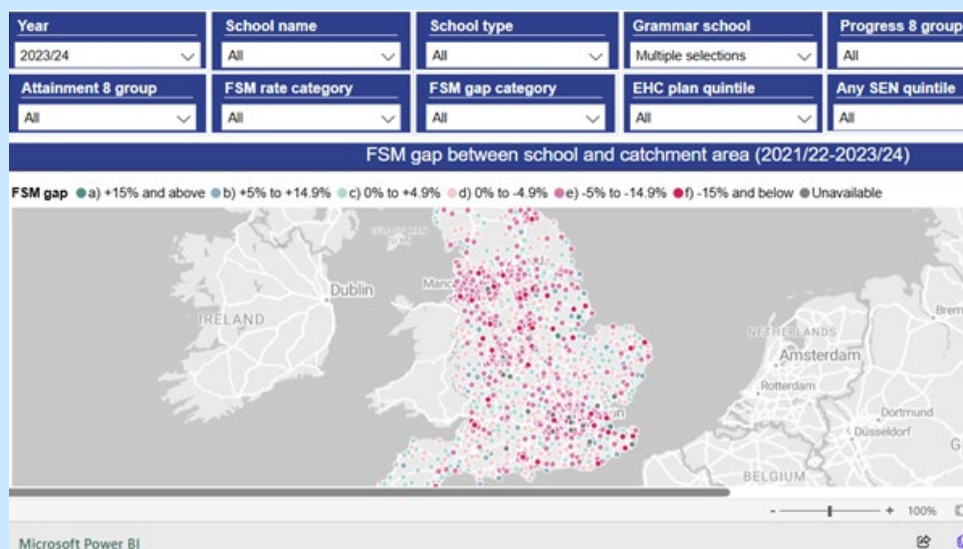 Year School name School type Grammar school Progress 8 group
2023/24 All All Multiple selections All
Attainment 8 group FSM rate category FSM gap category EHC plan quintile Any SEN quintile
All All All All All
FSM gap between school and catchment area (2021/22-2023/24)
FSM gap a) +15% and above b) +5% to +14.9% c) 0% to +4.9% d) 0% to -4.9% e) -5% to -14.9% f) -15% and below Unavailable
ISLE OF MAN
Dublin
IRELAND
NETHERLANDS
Amsterdam
Rotterdam
Dortmund
Düsseldorf
BELGIUM
- + 100%
Microsoft Power BI